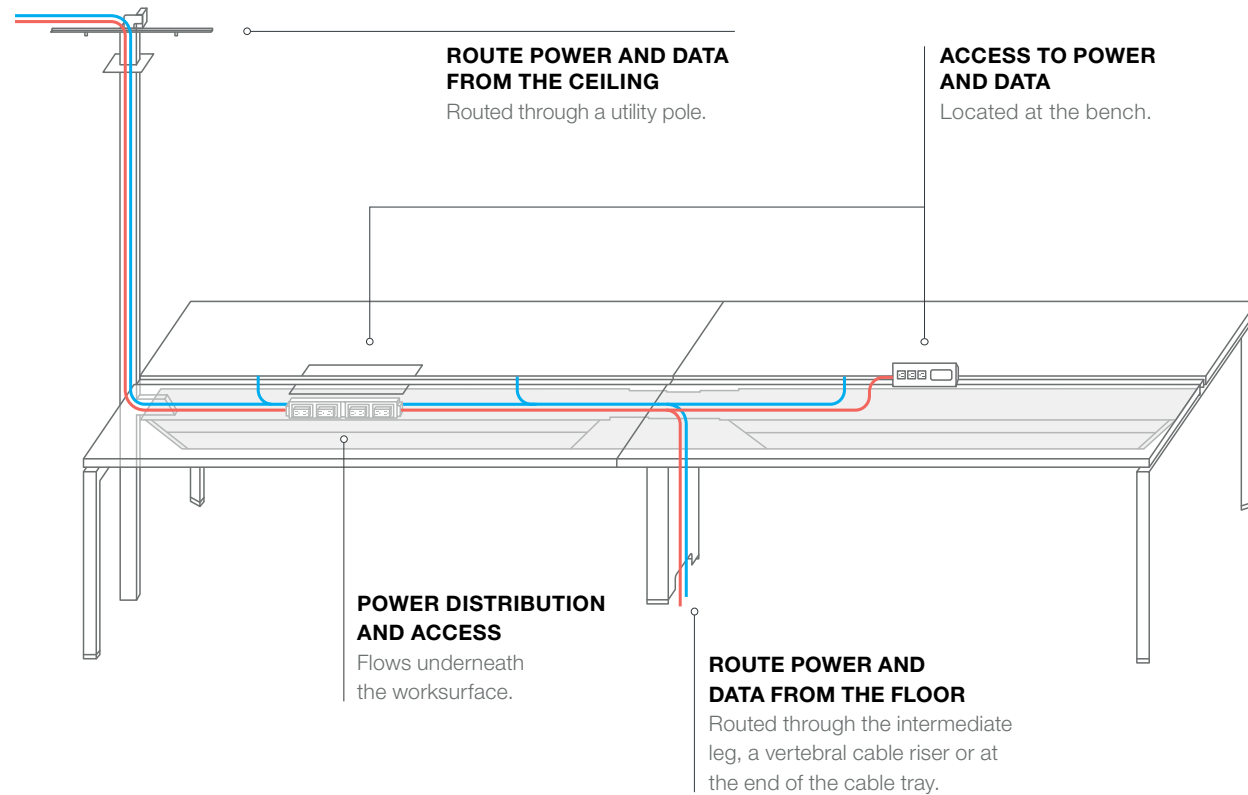 ROUTE POWER AND DATA
FROM THE CEILING
Routed through a utility pole.
ACCESS TO POWER
AND DATA
Located at the bench.
POWER DISTRIBUTION
AND ACCESS
Flows underneath
the worksurface.
ROUTE POWER AND
DATA FROM THE FLOOR
Routed through the intermediate
leg, a vertebral cable riser or at
the end of the cable tray.